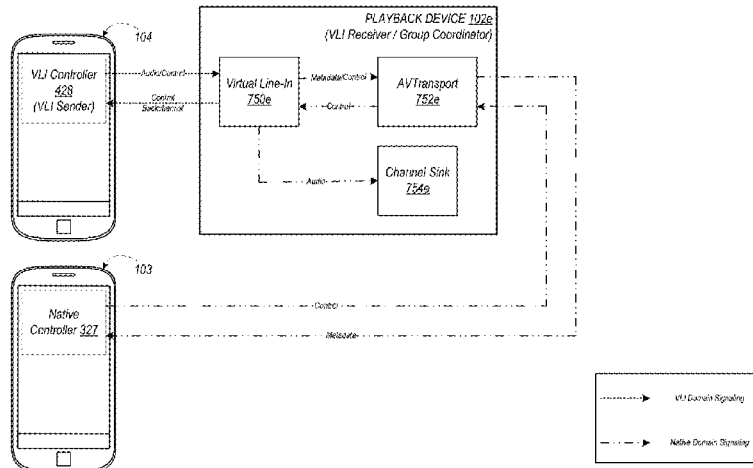 104
VLI Controller
428
(VLI Sender)
Audio/Control
Control
Backchannel
PLAYBACK DEVICE 102e
(VLI Receiver / Group Coordinator)
Virtual Line-In
750e
Metadata/Control
Control
AVTransport
752e
Audio
Channel Sink
754e
103
Native
Controller 327
Control
Metadata
VLI Domain Signaling
Native Domain Signaling